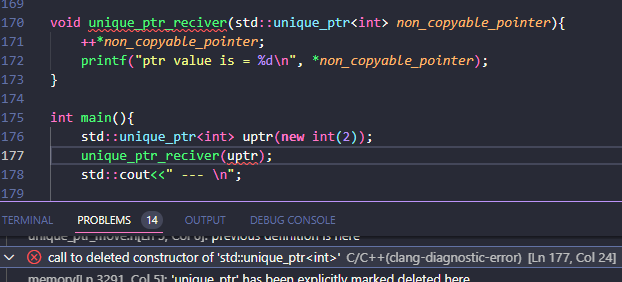 169
170 void unique_ptr_reciver(std::unique_ptr<int> non_copyable_pointer){
171 ++*non_copyable_pointer;
172 printf("ptr value is = %d\n", *non_copyable_pointer);
173 }
174
175 int main(){
176 std::unique_ptr<int> uptr(new int(2));
177 unique_ptr_reciver(uptr);
178 std::cout<<" --- \n";
179
TERMINAL PROBLEMS 14 OUTPUT DEBUG CONSOLE
unique_ptr_move.h[Ln 5, Col 6]: previous definition is here
call to deleted constructor of 'std::unique_ptr<int>' C/C++(clang-diagnostic-error) [Ln 177, Col 24]
memory[Ln 3291, Col 5]: 'unique_ptr' has been explicitly marked deleted here